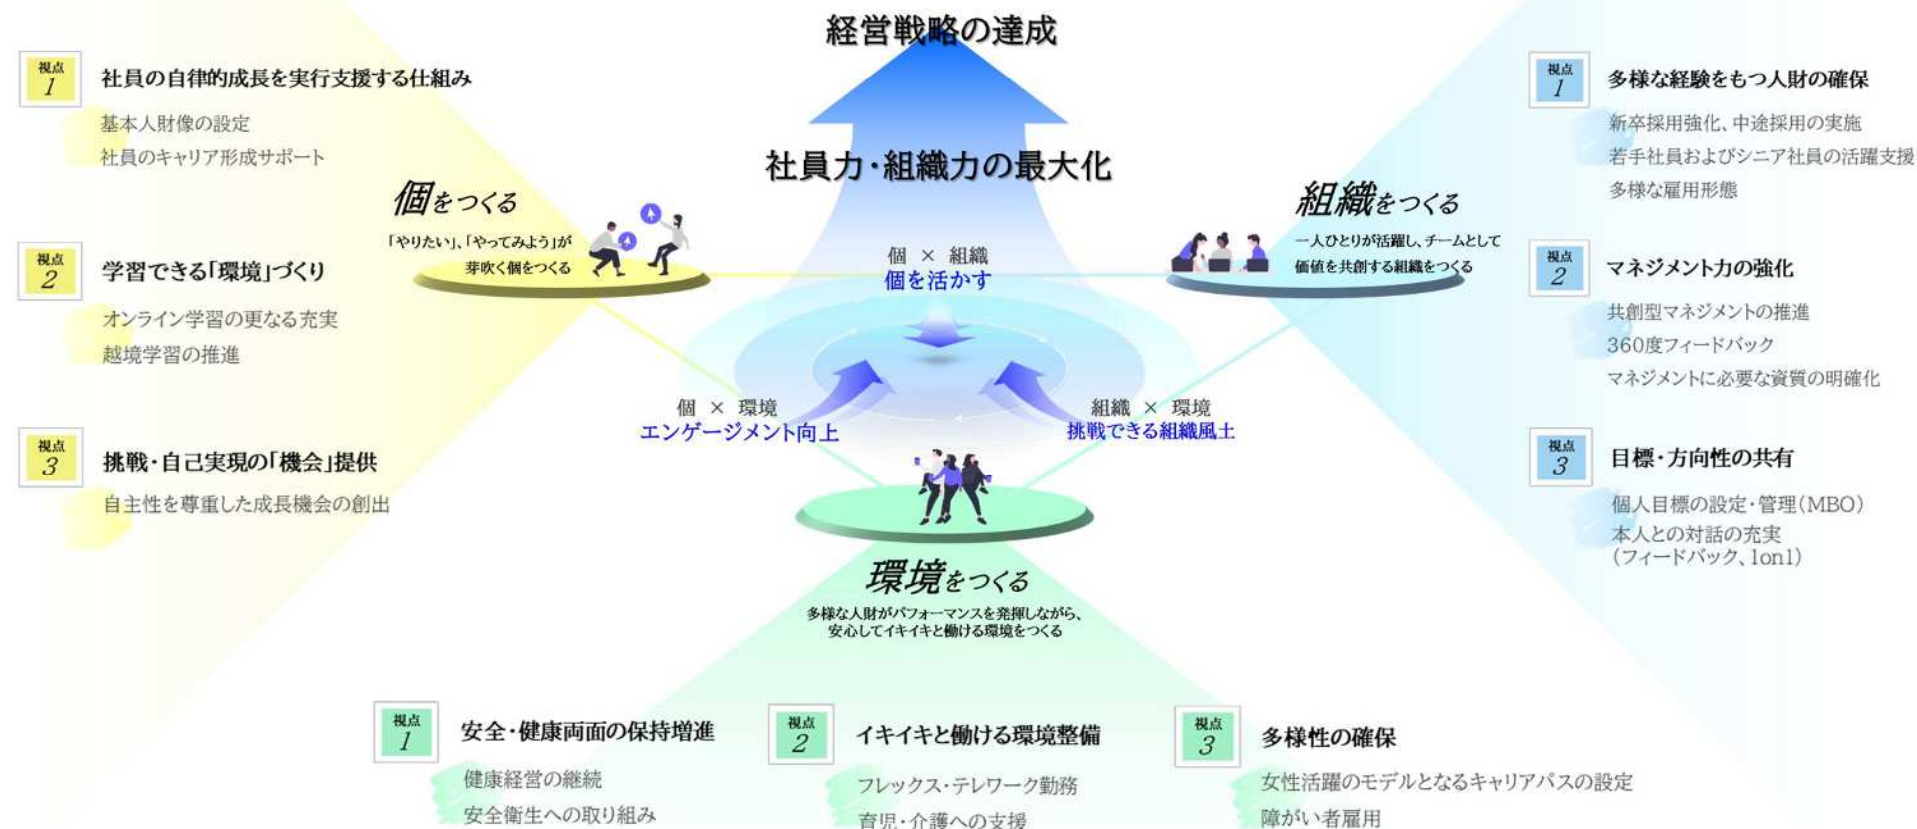 経営戦略の達成
社員力・組織力の最大化
視点
1
社員の自律的成長を実行支援する仕組み
基本人財像の設定
社員のキャリア形成サポート
視点
2
学習できる「環境」づくり
オンライン学習の更なる充実
越境学習の推進
視点
3
挑戦・自己実現の「機会」提供
自主性を尊重した成長機会の創出
個をつくる
「やりたい」、「やってみよう」が
芽吹く個をつくる
個 × 組織
個を活かす
個 × 環境
エンゲージメント向上
組織 × 環境
挑戦できる組織風土
組織をつくる
一人ひとりが活躍し、チームとして
価値を共創する組織をつくる
視点
1
多様な経験をもつ人財の確保
新卒採用強化、中途採用の実施
若手社員およびシニア社員の活躍支援
多様な雇用形態
視点
2
マネジメント力の強化
共創型マネジメントの推進
360度フィードバック
マネジメントに必要な資質の明確化
視点
3
目標・方向性の共有
個人目標の設定・管理(MBO)
本人との対話の充実
(フィードバック、1on1)
環境をつくる
多様な人財がパフォーマンスを発揮しながら、
安心してイキイキと働ける環境をつくる
視点
1
安全・健康両面の保持増進
健康経営の継続
安全衛生への取り組み
視点
2
イキイキと働ける環境整備
フレックス・テレワーク勤務
育児・介護への支援
視点
3
多様性の確保
女性活躍のモデルとなるキャリアパスの設定
障がい者雇用